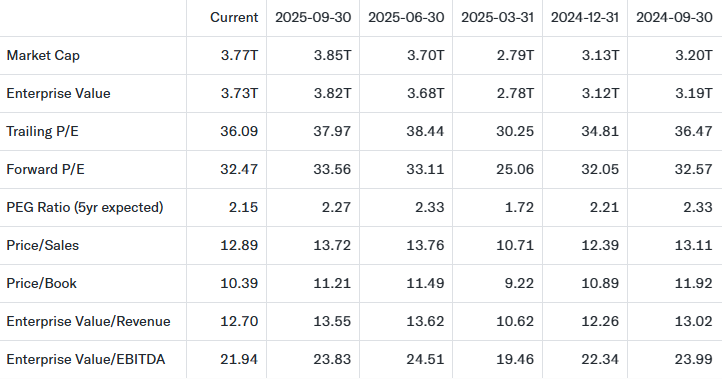 Current 2025-09-30 2025-06-30 2025-03-31 2024-12-31 2024-09-30
Market Cap 3.77T 3.85T 3.70T 2.79T 3.13T 3.20T
Enterprise Value 3.73T 3.82T 3.68T 2.78T 3.12T 3.19T
Trailing P/E 36.09 37.97 38.44 30.25 34.81 36.47
Forward P/E 32.47 33.56 33.11 25.06 32.05 32.57
PEG Ratio (5yr expected) 2.15 2.27 2.33 1.72 2.21 2.33
Price/Sales 12.89 13.72 13.76 10.71 12.39 13.11
Price/Book 10.39 11.21 11.49 9.22 10.89 11.92
Enterprise Value/Revenue 12.70 13.55 13.62 10.62 12.26 13.02
Enterprise Value/EBITDA 21.94 23.83 24.51 19.46 22.34 23.99